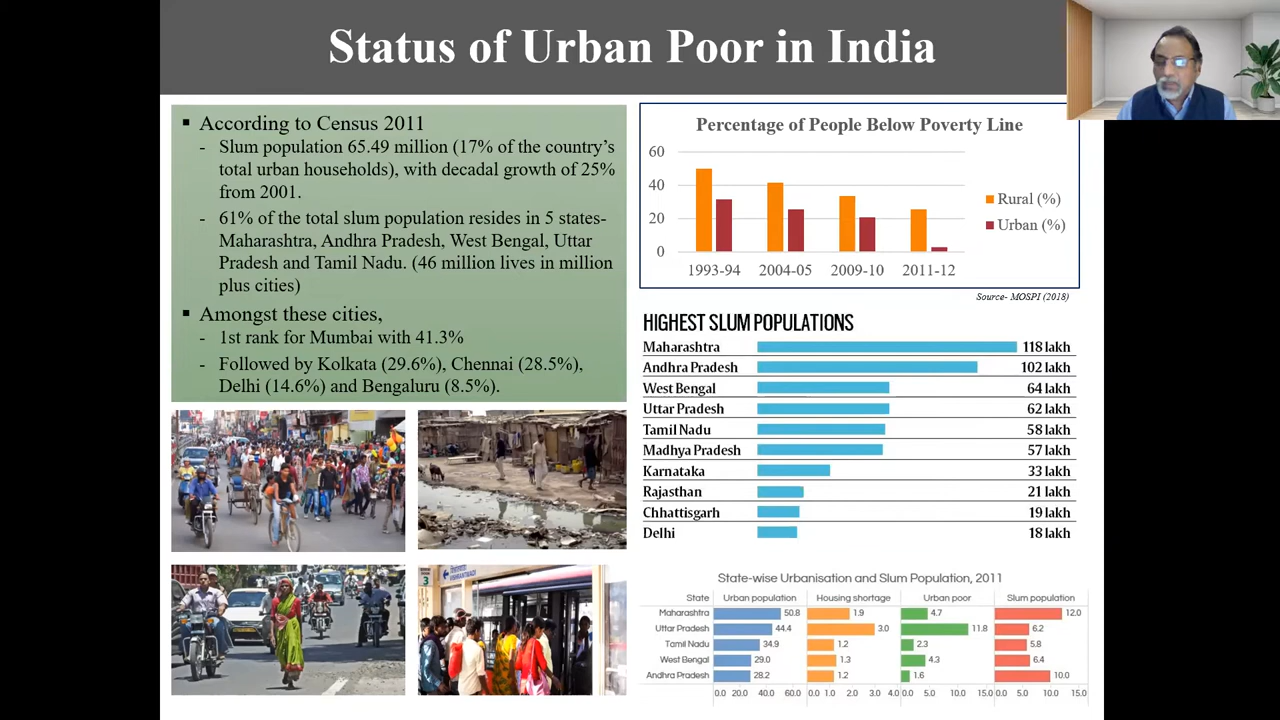 Status of Urban Poor in India
▪ According to Census 2011
- Slum population 65.49 million (17% of the country's
total urban households), with decadal growth of 25%
from 2001.
- 61% of the total slum population resides in 5 states-
Maharashtra, Andhra Pradesh, West Bengal, Uttar
Pradesh and Tamil Nadu. (46 million lives in million
plus cities)
▪ Amongst these cities,
- 1st rank for Mumbai with 41.3%
- Followed by Kolkata (29.6%), Chennai (28.5%),
Delhi (14.6%) and Bengaluru (8.5%).
Percentage of People Below Poverty Line
60
40
20
0
1993-94 2004-05 2009-10 2011-12
Rural (%)
Urban (%)
Source- MOSPI (2018)
HIGHEST SLUM POPULATIONS
Maharashtra 118 lakh
Andhra Pradesh 102 lakh
West Bengal 64 lakh
Uttar Pradesh 62 lakh
Tamil Nadu 58 lakh
Madhya Pradesh 57 lakh
Karnataka 33 lakh
Rajasthan 21 lakh
Chhattisgarh 19 lakh
Delhi 18 lakh
State-wise Urbanisation and Slum Population, 2011
State Urban population Housing shortage Urban poor Slum population
Maharashtra 50.8 1.9 4.7 12.0
Uttar Pradesh 44.4 3.0 11.8 6.2
Tamil Nadu 34.9 1.2 2.3 5.8
West Bengal 29.0 1.3 4.3 6.4
Andhra Pradesh 28.2 1.2 1.6 10.0
0.0 20.0 40.0 60.0 0.0 1.0 2.0 3.0 4.0 0.0 5.0 10.0 15.0 0.0 5.0 10.0 15.0
3